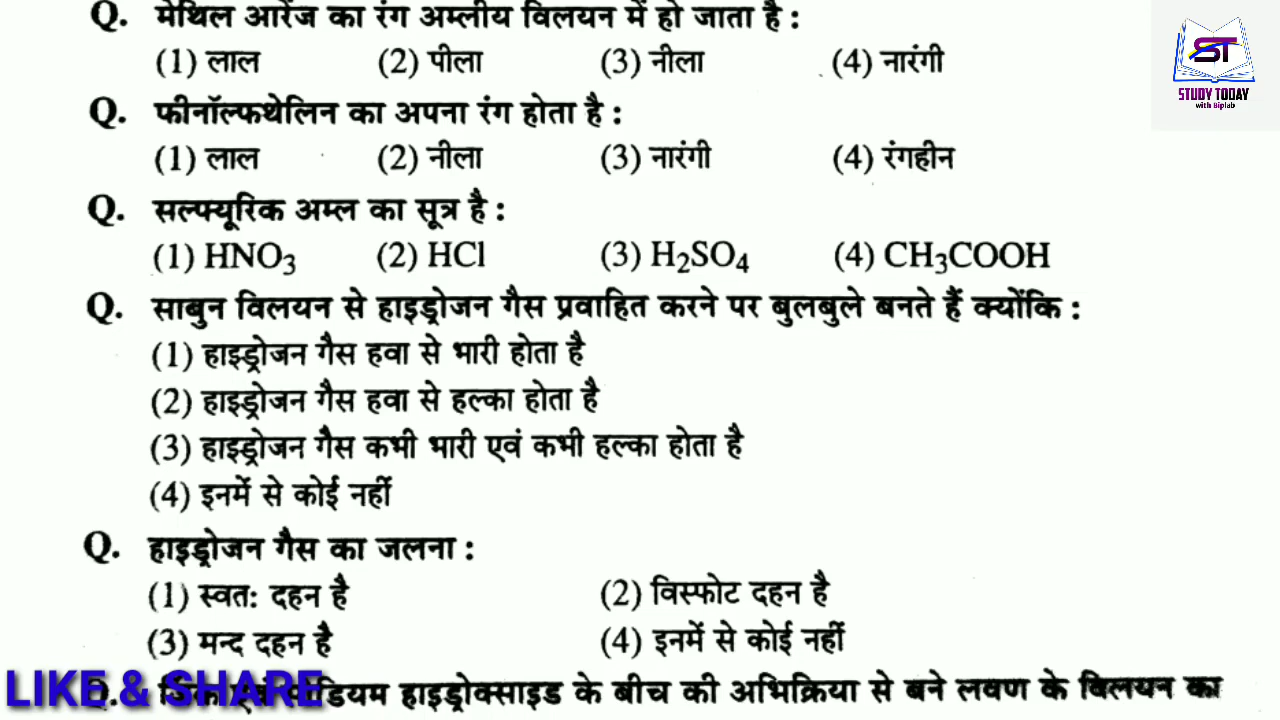 Q. मेथिल आरेंज का रंग अम्लीय विलयन में हो जाता है :
(1) लाल (2) पीला (3) नीला (4) नारंगी
Q. फीनॉल्फथेलिन का अपना रंग होता है :
(1) लाल (2) नीला (3) नारंगी (4) रंगहीन
Q. सल्फ्यूरिक अम्ल का सूत्र है :
(1) HNO₃ (2) HCl (3) H₂SO₄ (4) CH₃COOH
Q. साबुन विलयन से हाइड्रोजन गैस प्रवाहित करने पर बुलबुले बनते हैं क्योंकि :
(1) हाइड्रोजन गैस हवा से भारी होता है
(2) हाइड्रोजन गैस हवा से हल्का होता है
(3) हाइड्रोजन गैस कभी भारी एवं कभी हल्का होता है
(4) इनमें से कोई नहीं
Q. हाइड्रोजन गैस का जलना :
(1) स्वतः दहन है (2) विस्फोट दहन है
(3) मन्द दहन है (4) इनमें से कोई नहीं
Q. हाइड्रोक्साइड के बीच की अभिक्रिया से बने लवण के विलयन का
LIKE & SHARE
ST
STUDY TODAY
with Biplab